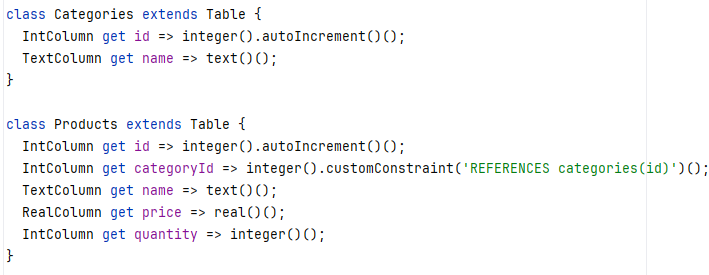 class Categories extends Table {
  IntColumn get id => integer().autoIncrement()();
  TextColumn get name => text()();
}

class Products extends Table {
  IntColumn get id => integer().autoIncrement()();
  IntColumn get categoryId => integer().customConstraint('REFERENCES categories(id)')();
  TextColumn get name => text()();
  RealColumn get price => real()();
  IntColumn get quantity => integer()();
}